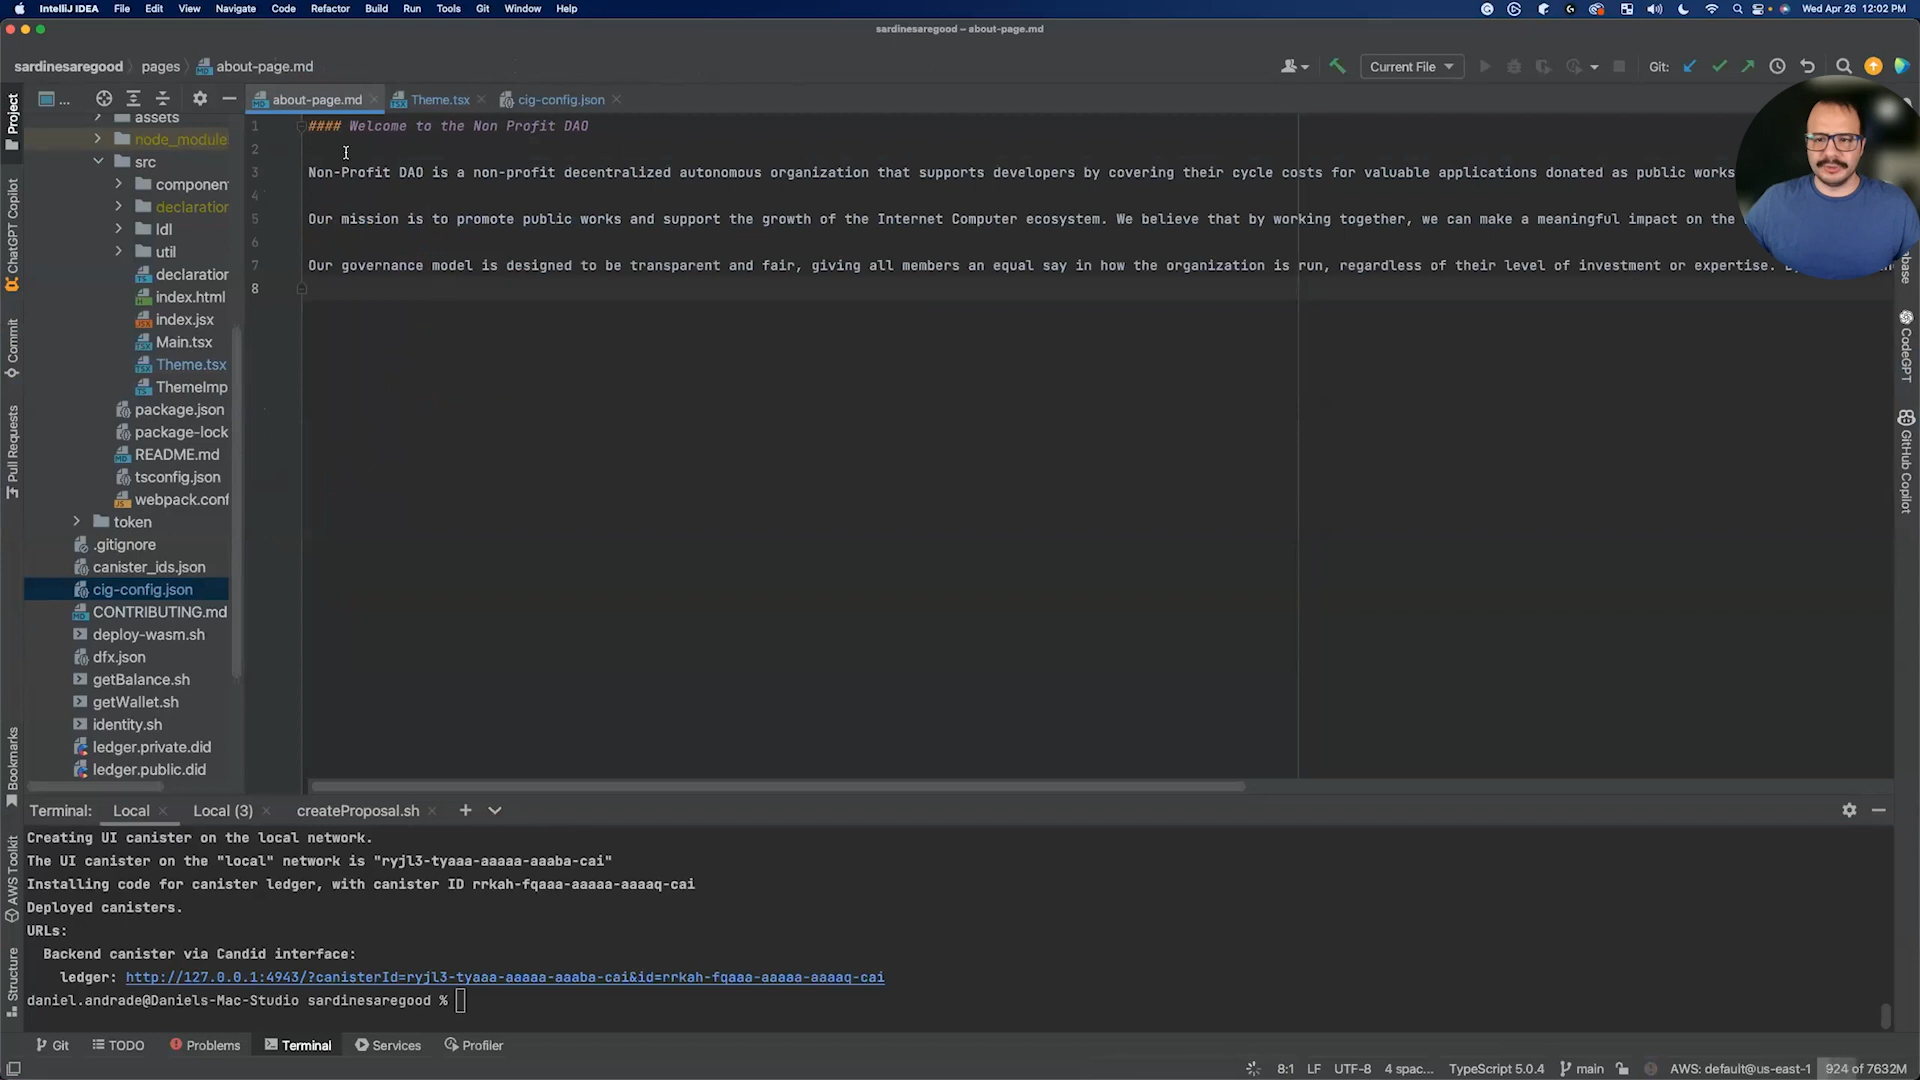 IntelliJ IDEA File Edit View Navigate Code Refactor Build Run Tools Git Window Help Wed Apr 26 12:02 PM
sardinesaregood – about-page.md
sardinesaregood pages about-page.md Current File Git:
... about-page.md Theme.tsx cig-config.json
Project
ChatGPT Copilot
Commit
Pull Requests
Bookmarks
AWS Toolkit
Structure
assets
node_module
src
componen
declaration
ldl
util
declaration
index.html
index.jsx
Main.tsx
Theme.tsx
ThemeImp
package.json
package-lock
README.md
tsconfig.json
webpack.conf
token
.gitignore
canister_ids.json
cig-config.json
CONTRIBUTING.md
deploy-wasm.sh
dfx.json
getBalance.sh
getWallet.sh
identity.sh
ledger.private.did
ledger.public.did
1 #### Welcome to the Non Profit DAO
2
3 Non-Profit DAO is a non-profit decentralized autonomous organization that supports developers by covering their cycle costs for valuable applications donated as public works
4
5 Our mission is to promote public works and support the growth of the Internet Computer ecosystem. We believe that by working together, we can make a meaningful impact on the
6
7 Our governance model is designed to be transparent and fair, giving all members an equal say in how the organization is run, regardless of their level of investment or expertise.
8
base
CodeGPT
GitHub Copilot
Terminal: Local Local (3) createProposal.sh
Creating UI canister on the local network.
The UI canister on the "local" network is "ryjl3-tyaaa-aaaaa-aaaba-cai"
Installing code for canister ledger, with canister ID rrkah-fqaaa-aaaaa-aaaaq-cai
Deployed canisters.
URLs:
Backend canister via Candid interface:
ledger: http://127.0.0.1:4943/?canisterId=ryjl3-tyaaa-aaaaa-aaaba-cai&id=rrkah-fqaaa-aaaaa-aaaaq-cai
daniel.andrade@Daniels-Mac-Studio sardinesaregood %
Git TODO Problems Terminal Services Profiler
8:1 LF UTF-8 4 spac... TypeScript 5.0.4 main AWS: default@us-east-1 924 of 7632M